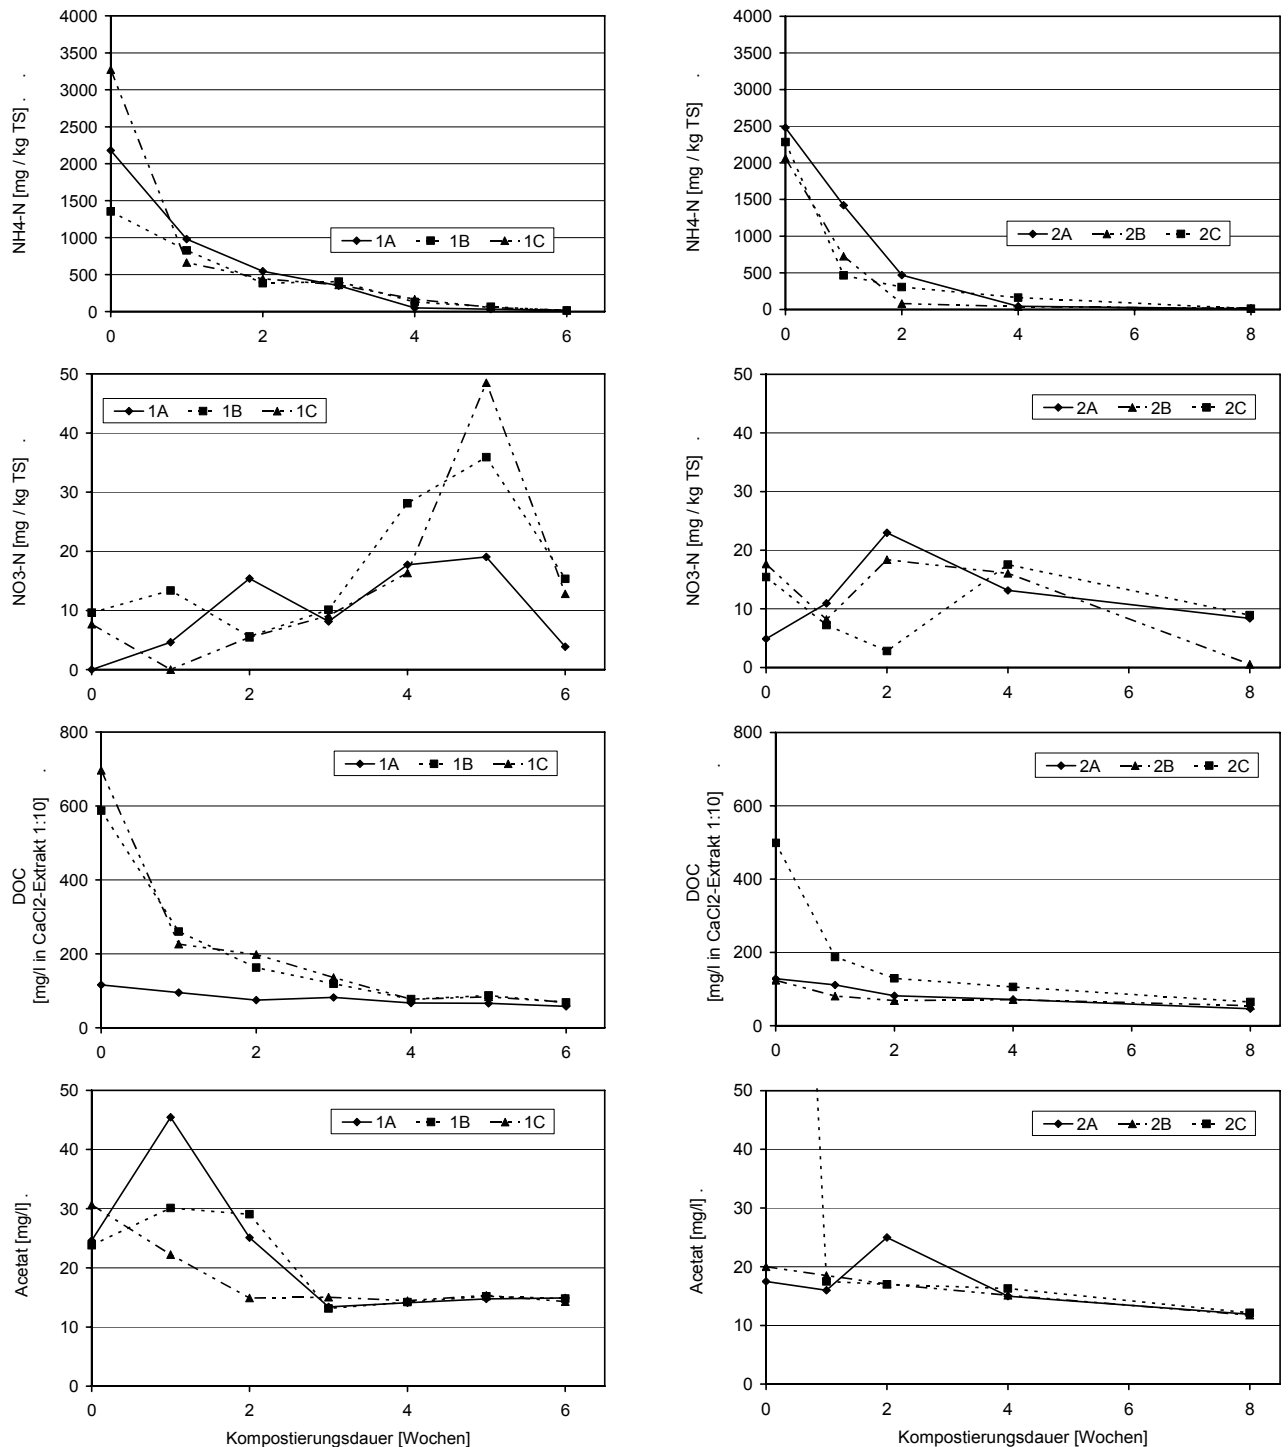 4000
3500
3000
2500
2000
1500
1000
500
0
NH4-N [mg / kg TS] . .
1A 1B 1C
0 2 4 6
4000
3500
3000
2500
2000
1500
1000
500
0
NH4-N [mg / kg TS] .
2A 2B 2C
0 2 4 6 8
50
40
30
20
10
0
NO3-N [mg / kg TS] .
1A 1B 1C
0 2 4 6
50
40
30
20
10
0
NO3-N [mg / kg TS] .
2A 2B 2C
0 2 4 6 8
800
600
400
200
0
DOC .
[mg/l in CaCl2-Extrakt 1:10]
1A 1B 1C
0 2 4 6
800
600
400
200
0
DOC .
[mg/l in CaCl2-Extrakt 1:10]
2A 2B 2C
0 2 4 6 8
50
40
30
20
10
0
Acetat [mg/l] .
1A 1B 1C
0 2 4 6
Kompostierungsdauer [Wochen]
50
40
30
20
10
0
Acetat [mg/l] .
2A 2B 2C
0 2 4 6 8
Kompostierungsdauer [Wochen]